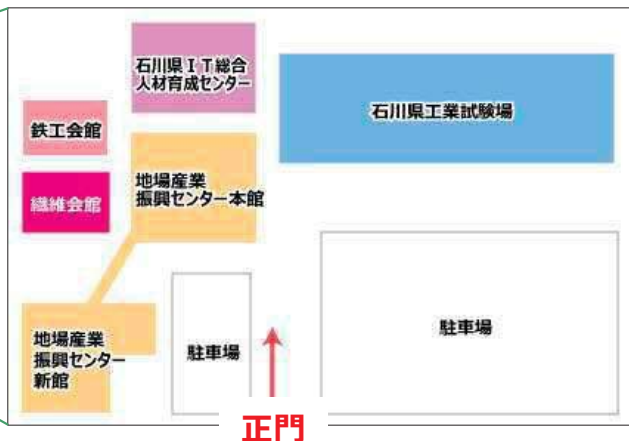 石川県ＩＴ総合
人材育成センター
石川県工業試験場
鉄工会館
繊維会館
地場産業
振興センター本館
地場産業
振興センター
新館
駐車場
駐車場
正門